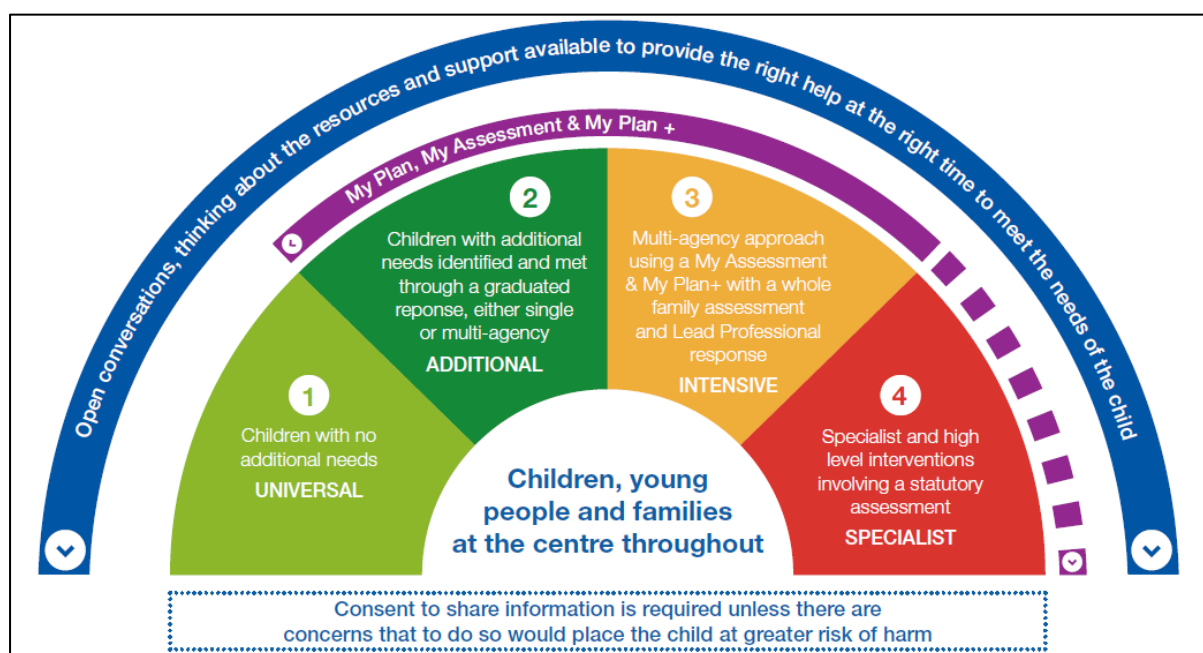 Open conversations, thinking about the resources and support available to provide the right help at the right time to meet the needs of the child
My Plan, My Assessment & My Plan +
1
Children with no
additional needs
UNIVERSAL
2
Children with additional
needs identified and met
through a graduated
reponse, either single
or multi-agency
ADDITIONAL
3
Multi-agency approach
using a My Assessment
& My Plan+ with a whole
family assessment
and Lead Professional
response
INTENSIVE
4
Specialist and high
level interventions
involving a statutory
assessment
SPECIALIST
Children, young
people and families
at the centre throughout
Consent to share information is required unless there are
concerns that to do so would place the child at greater risk of harm